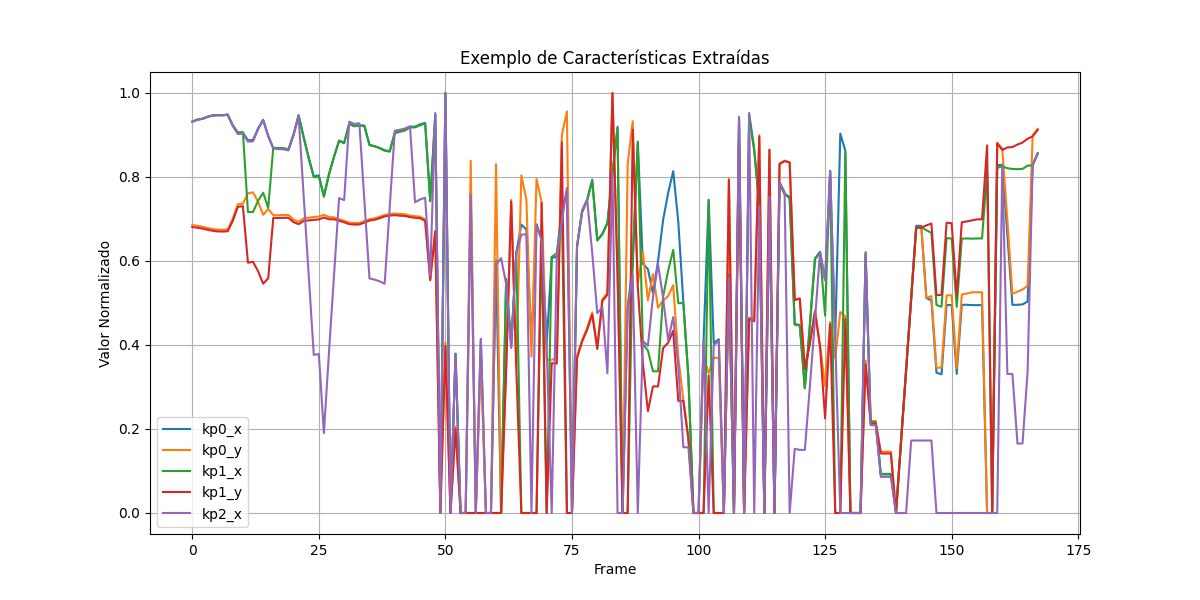 Exemplo de Características Extraídas
Valor Normalizado
1.0
0.8
0.6
0.4
0.2
0.0
kp0_x
kp0_y
kp1_x
kp1_y
kp2_x
0 25 50 75 100 125 150 175
Frame